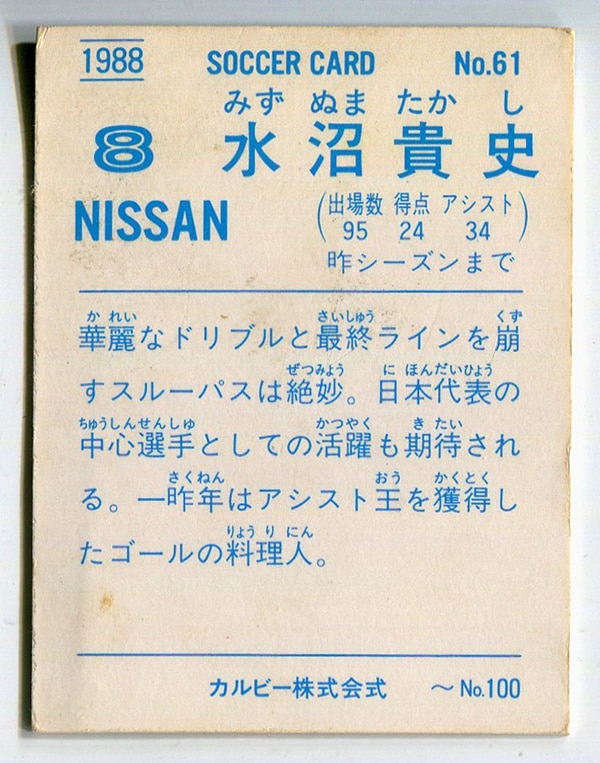 1988 SOCCER CARD No.61
みず ぬま たか し
8 水沼貴史
NISSAN
(出場数 得点 アシスト)
95 24 34
昨シーズンまで
か れい さいしゅう くず
華麗なドリブルと最終ラインを崩
ぜつみょう に ほんだいひょう
すスルーパスは絶妙。日本代表の
ちゅうしんせんしゅ かつやく き たい
中心選手としての活躍も期待され
さくねん おう かくとく
る。一昨年はアシスト王を獲得し
りょう り にん
たゴールの料理人。
カルビー株式会式 〜No.100